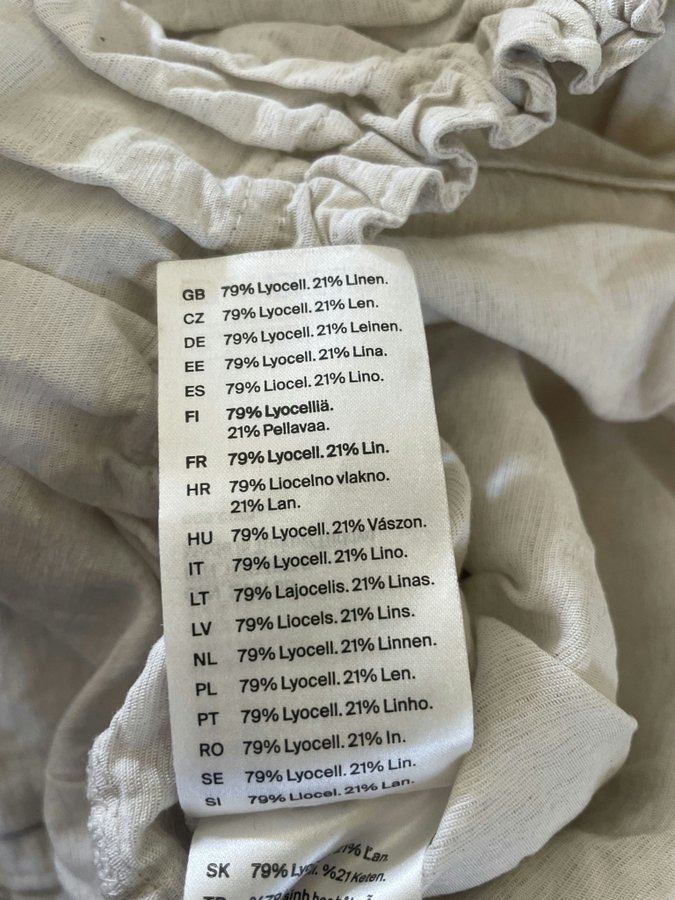 GB 79% Lyocell. 21% Linen.
CZ 79% Lyocell. 21% Len.
DE 79% Lyocell. 21% Leinen.
EE 79% Lyocell. 21% Lina.
ES 79% Liocel. 21% Lino.
FI 79% Lyocelliä.
21% Pellavaa.
FR 79% Lyocell. 21% Lin.
HR 79% Liocelno vlakno.
21% Lan.
HU 79% Lyocell. 21% Vászon.
IT 79% Lyocell. 21% Lino.
LT 79% Lajocelis. 21% Linas.
LV 79% Liocels. 21% Lins.
NL 79% Lyocell. 21% Linnen.
PL 79% Lyocell. 21% Len.
PT 79% Lyocell. 21% Linho.
RO 79% Lyocell. 21% In.
SE 79% Lyocell. 21% Lin.
SI 79% Liocel. 21% Lan.
21% Ľan.
SK 79% %21 Keten.